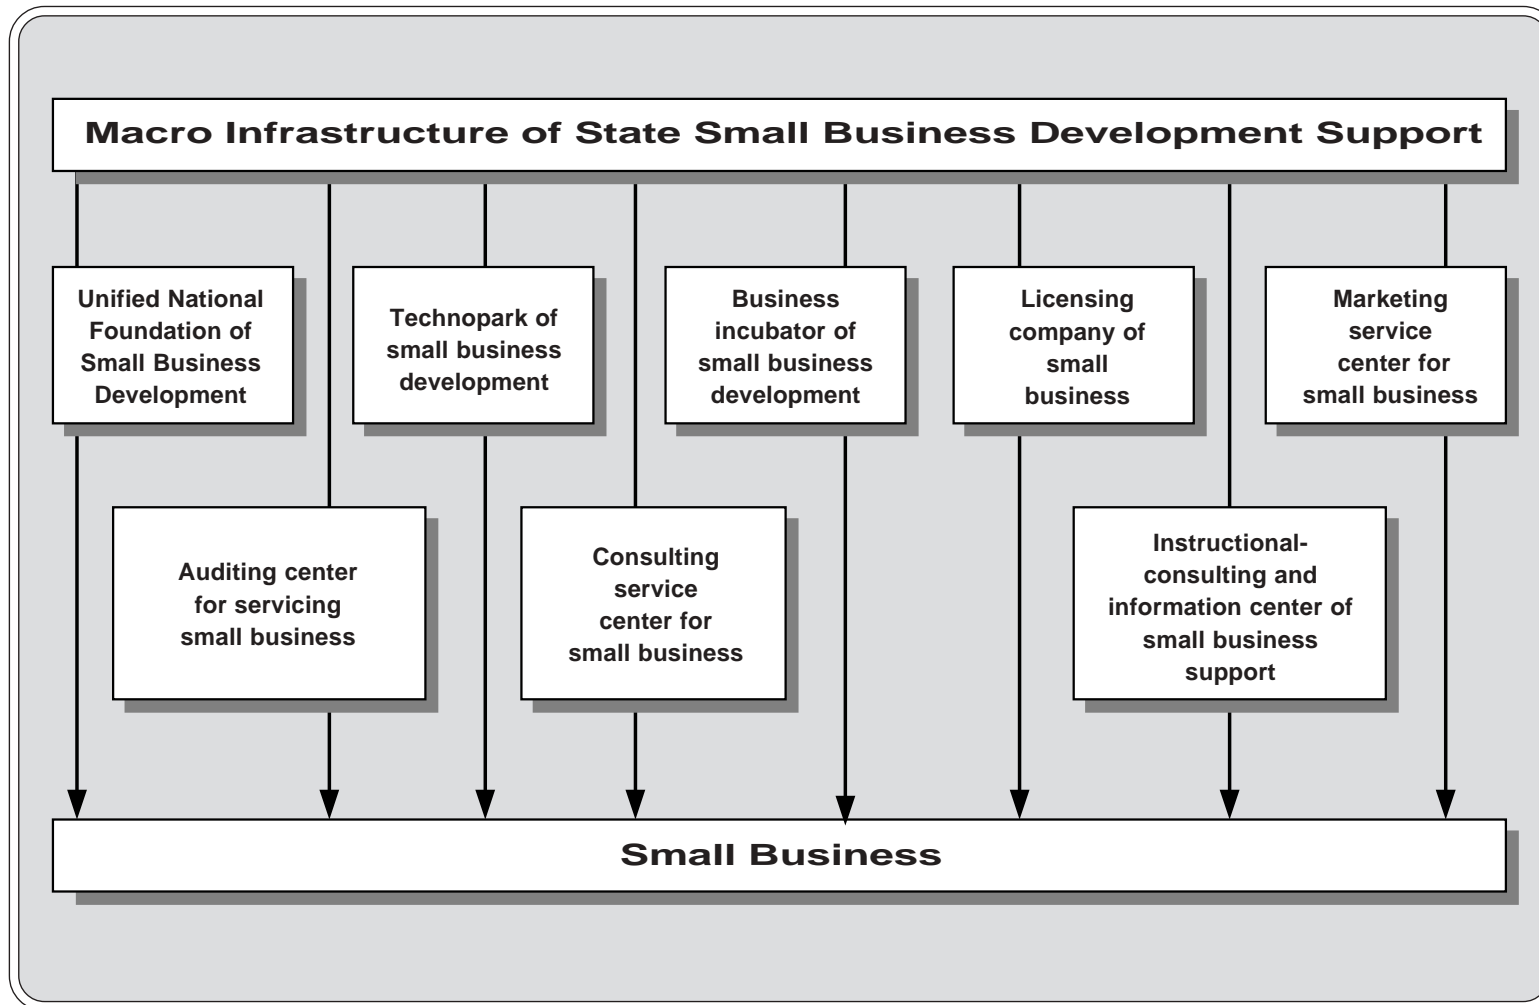 Macro Infrastructure of State Small Business Development Support
Unified National
Foundation of
Small Business
Development
Technopark of
small business
development
Business
incubator of
small business
development
Licensing
company of
small
business
Marketing
service
center for
small business
Auditing center
for servicing
small business
Consulting
service
center for
small business
Instructional-
consulting and
information center of
small business
support
Small Business